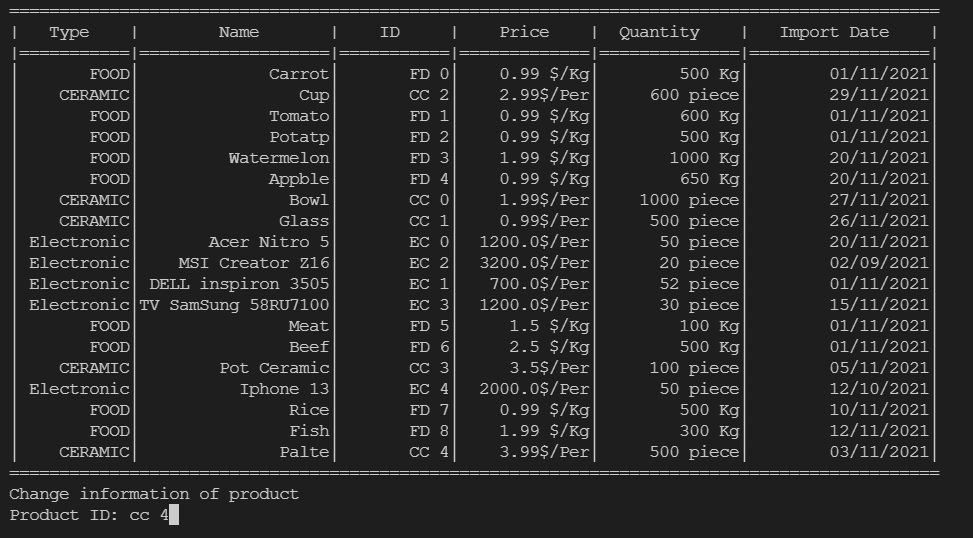 =============================================================================================
|   Type    |        Name       |    ID     |    Price    |  Quantity    |   Import Date    |
|===========|===================|===========|=============|==============|==================|
|       FOOD|             Carrot|       FD 0|    0.99 $/Kg|        500 Kg|        01/11/2021|
|    CERAMIC|                Cup|       CC 2|    2.99$/Per|     600 piece|        29/11/2021|
|       FOOD|             Tomato|       FD 1|    0.99 $/Kg|        600 Kg|        01/11/2021|
|       FOOD|             Potatp|       FD 2|    0.99 $/Kg|        500 Kg|        01/11/2021|
|       FOOD|         Watermelon|       FD 3|    1.99 $/Kg|       1000 Kg|        20/11/2021|
|       FOOD|             Appble|       FD 4|    0.99 $/Kg|        650 Kg|        20/11/2021|
|    CERAMIC|               Bowl|       CC 0|    1.99$/Per|    1000 piece|        27/11/2021|
|    CERAMIC|              Glass|       CC 1|    0.99$/Per|     500 piece|        26/11/2021|
| Electronic|       Acer Nitro 5|       EC 0|  1200.0$/Per|      50 piece|        20/11/2021|
| Electronic|    MSI Creator Z16|       EC 2|  3200.0$/Per|      20 piece|        02/09/2021|
| Electronic| DELL inspiron 3505|       EC 1|   700.0$/Per|      52 piece|        01/11/2021|
| Electronic|TV SamSung 58RU7100|       EC 3|  1200.0$/Per|      30 piece|        15/11/2021|
|       FOOD|               Meat|       FD 5|     1.5 $/Kg|        100 Kg|        01/11/2021|
|       FOOD|               Beef|       FD 6|     2.5 $/Kg|        500 Kg|        01/11/2021|
|    CERAMIC|        Pot Ceramic|       CC 3|     3.5$/Per|     100 piece|        05/11/2021|
| Electronic|          Iphone 13|       EC 4|  2000.0$/Per|      50 piece|        12/10/2021|
|       FOOD|               Rice|       FD 7|    0.99 $/Kg|        500 Kg|        10/11/2021|
|       FOOD|               Fish|       FD 8|    1.99 $/Kg|        300 Kg|        12/11/2021|
|    CERAMIC|              Palte|       CC 4|    3.99$/Per|     500 piece|        03/11/2021|
=============================================================================================
Change information of product
Product ID: cc 4